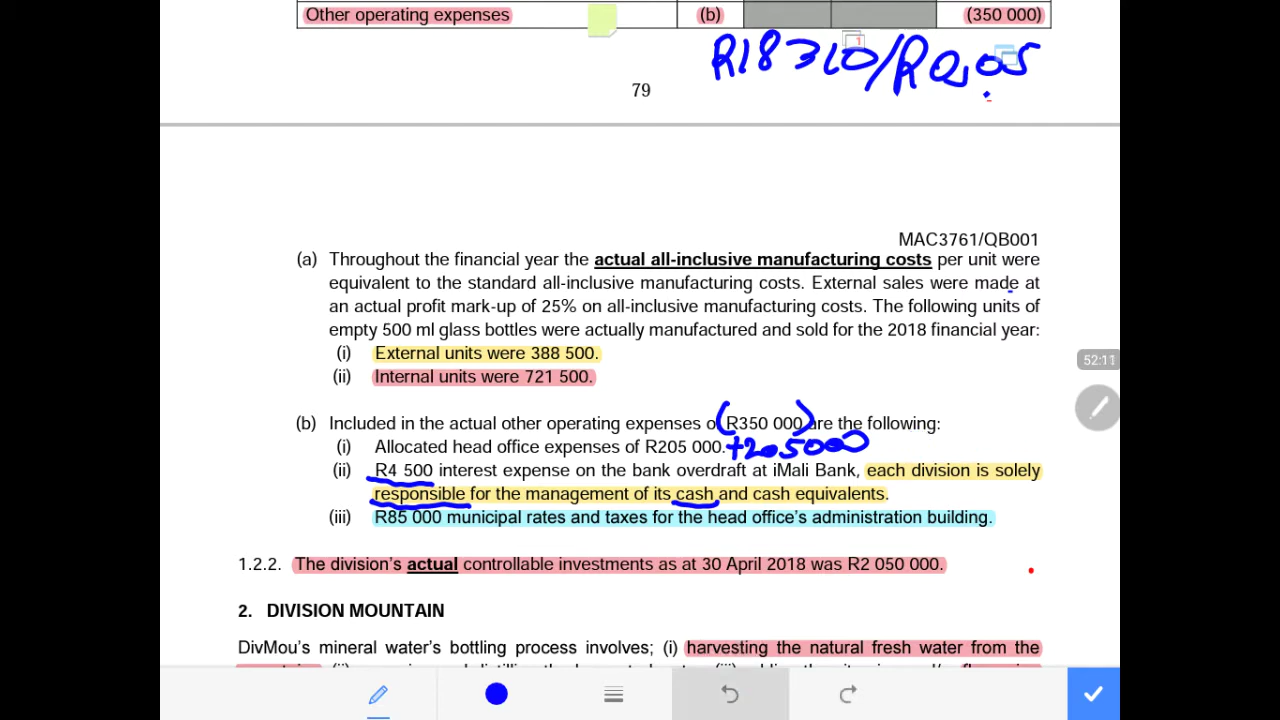 Other operating expenses (b) (350 000)
R18 310/R0,05
79
MAC3761/QB001
(a) Throughout the financial year the actual all-inclusive manufacturing costs per unit were
equivalent to the standard all-inclusive manufacturing costs. External sales were made at
an actual profit mark-up of 25% on all-inclusive manufacturing costs. The following units of
empty 500 ml glass bottles were actually manufactured and sold for the 2018 financial year:
(i) External units were 388 500.
52:11
(ii) Internal units were 721 500.
(b) Included in the actual other operating expenses of (R350 000) are the following:
(i) Allocated head office expenses of R205 000. +205000
(ii) R4 500 interest expense on the bank overdraft at iMali Bank, each division is solely
responsible for the management of its cash and cash equivalents.
(iii) R85 000 municipal rates and taxes for the head office's administration building.
1.2.2. The division's actual controllable investments as at 30 April 2018 was R2 050 000.
2. DIVISION MOUNTAIN
DivMou's mineral water's bottling process involves; (i) harvesting the natural fresh water from the